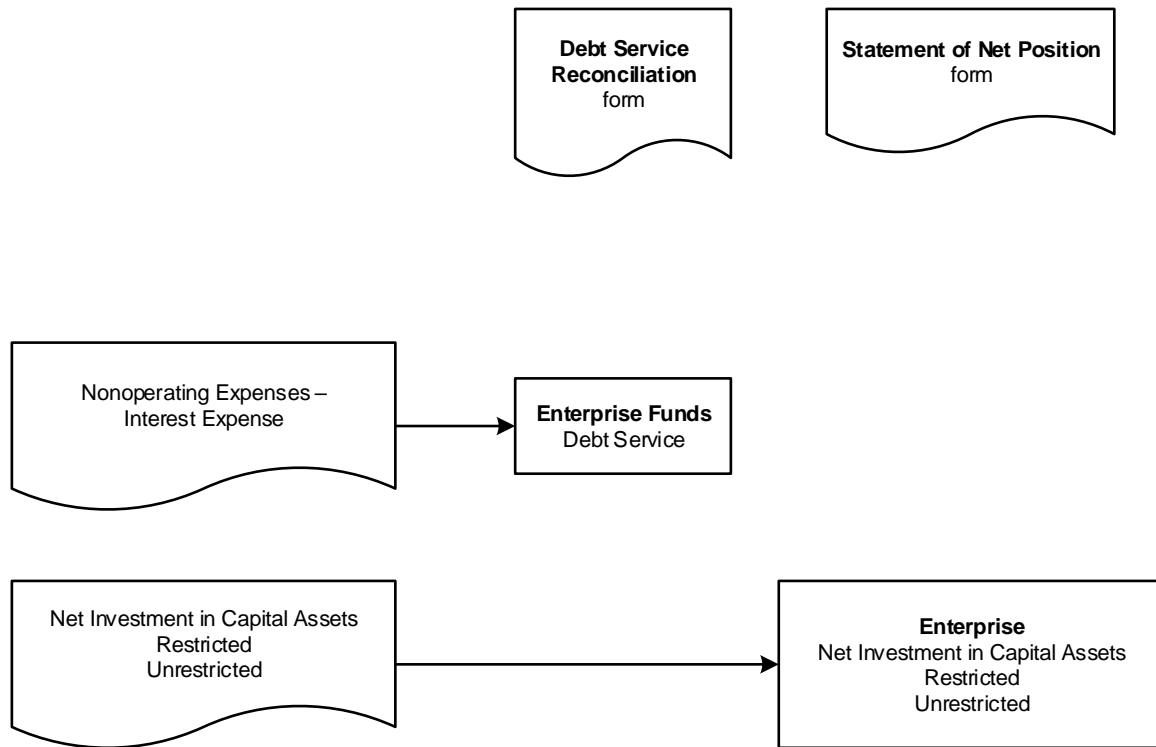 Debt Service
Reconciliation
form
Statement of Net Position
form
Nonoperating Expenses –
Interest Expense
Enterprise Funds
Debt Service
Net Investment in Capital Assets
Restricted
Unrestricted
Enterprise
Net Investment in Capital Assets
Restricted
Unrestricted